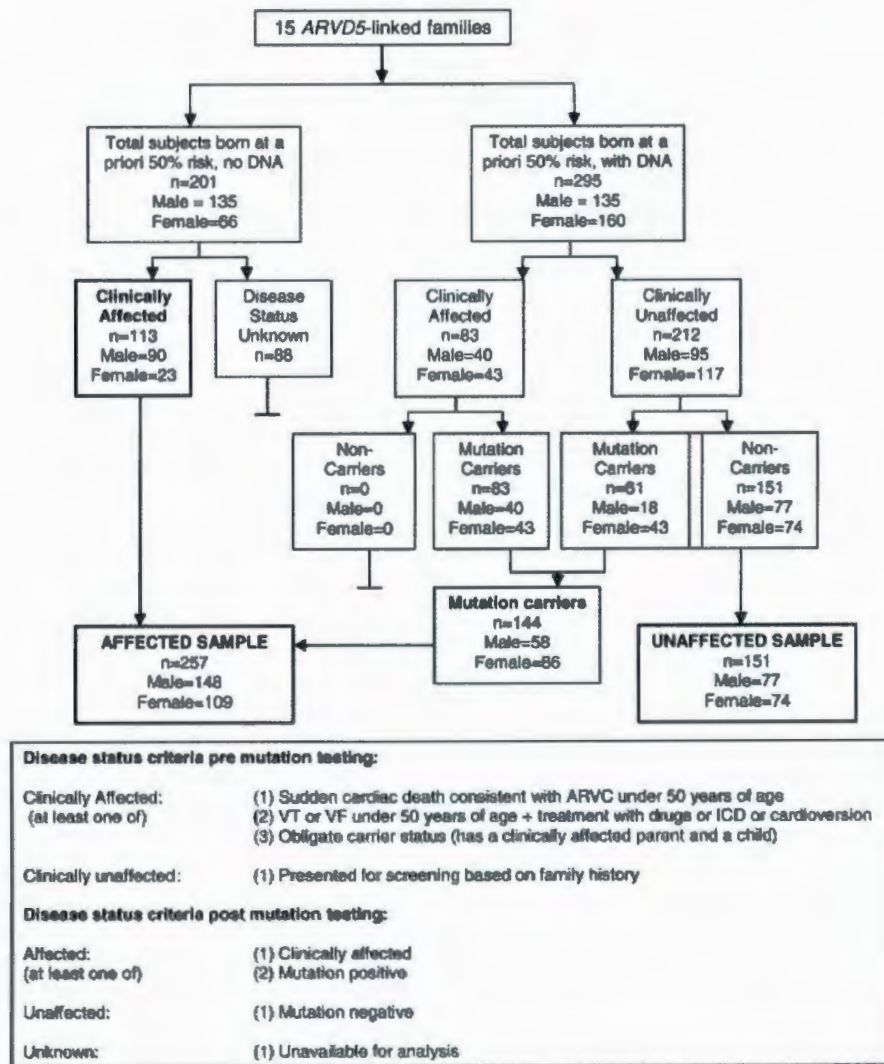 15 ARVD5-linked families
Total subjects born at a
priori 50% risk, no DNA
n=201
Male = 135
Female=66
Total subjects born at a
priori 50% risk, with DNA
n=295
Male = 135
Female=160
Clinically
Affected
n=113
Male=90
Female=23
Disease
Status
Unknown
n=88
Clinically
Affected
n=83
Male=40
Female=43
Clinically
Unaffected
n=212
Male=95
Female=117
Non-
Carriers
n=0
Male=0
Female=0
Mutation
Carriers
n=83
Male=40
Female=43
Mutation
Carriers
n=61
Male=18
Female=43
Non-
Carriers
n=151
Male=77
Female=74
Mutation carriers
n=144
Male=58
Female=86
AFFECTED SAMPLE
n=257
Male=148
Female=109
UNAFFECTED SAMPLE
n=151
Male=77
Female=74
Disease status criteria pre mutation testing:
Clinically Affected: (1) Sudden cardiac death consistent with ARVC under 50 years of age
(at least one of) (2) VT or VF under 50 years of age + treatment with drugs or ICD or cardioversion
(3) Obligate carrier status (has a clinically affected parent and a child)
Clinically unaffected: (1) Presented for screening based on family history
Disease status criteria post mutation testing:
Affected: (1) Clinically affected
(at least one of) (2) Mutation positive
Unaffected: (1) Mutation negative
Unknown: (1) Unavailable for analysis